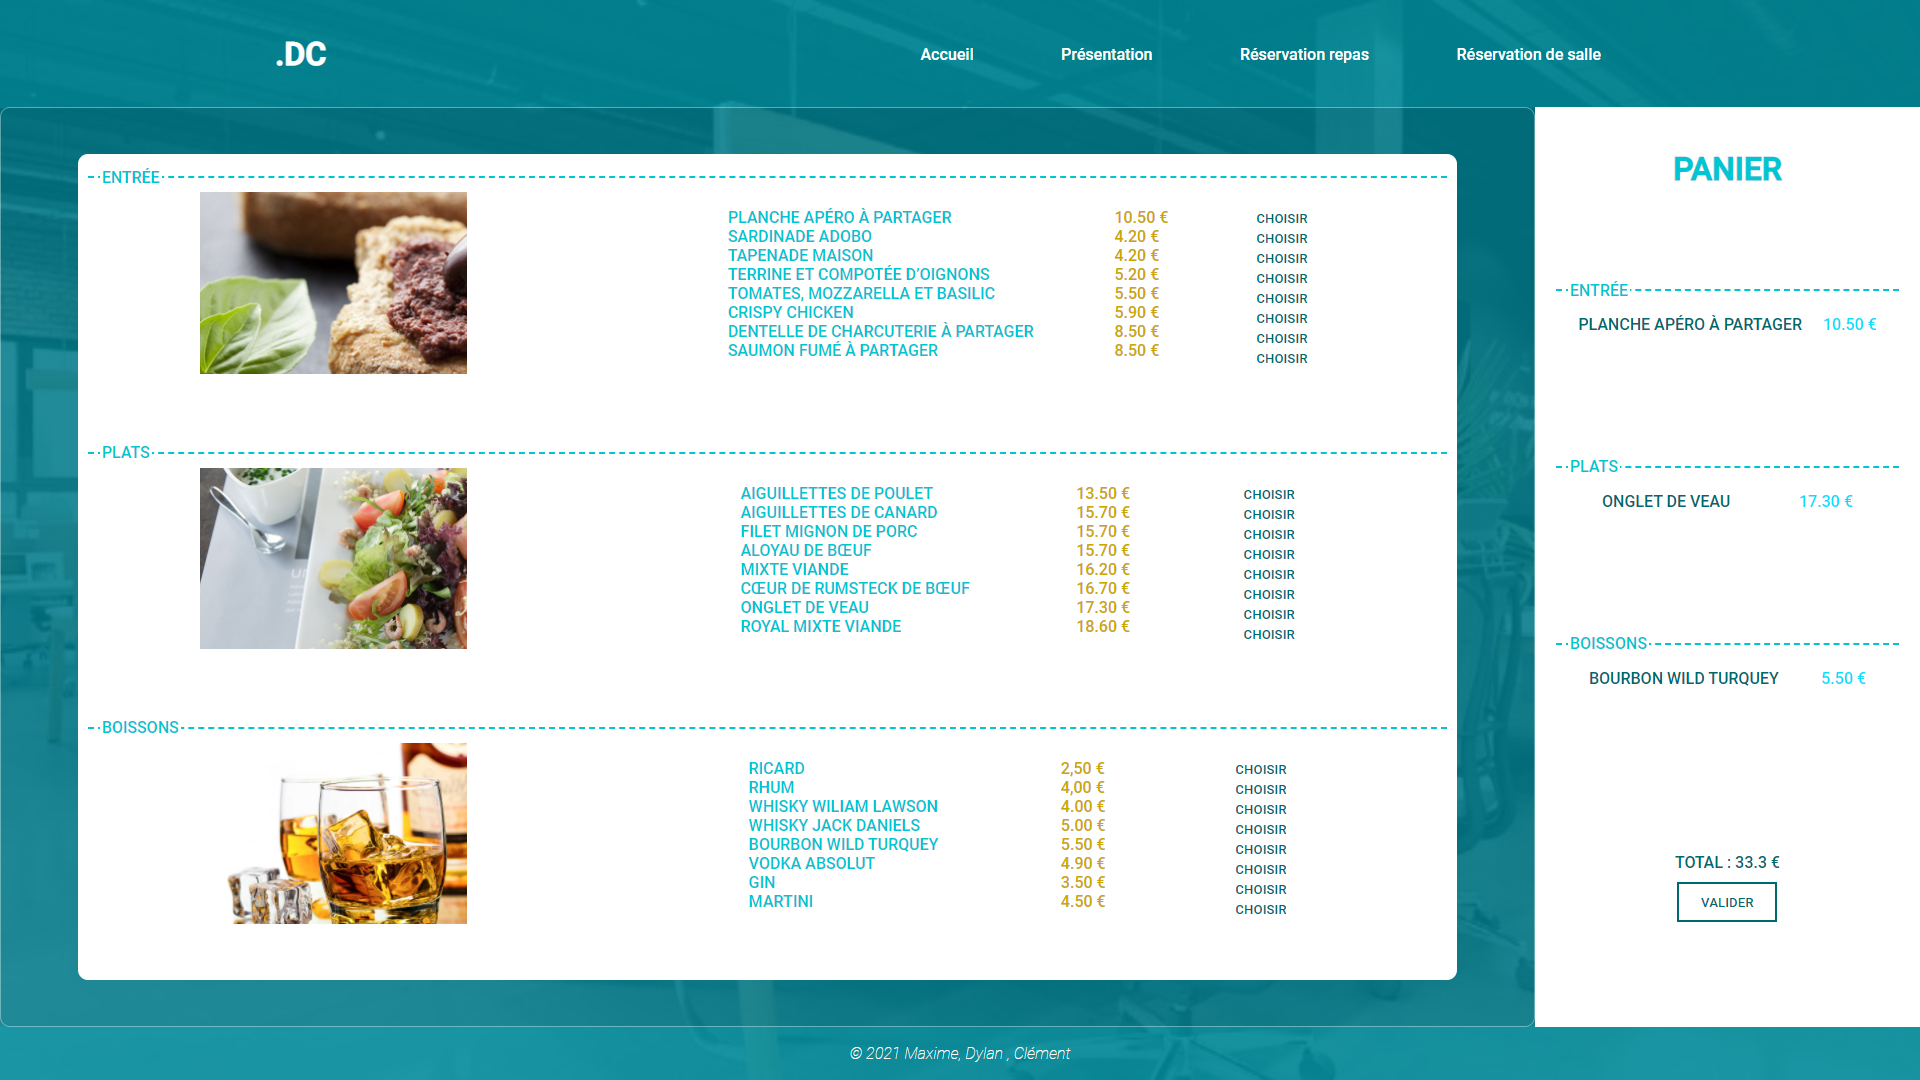 .DC
Accueil Présentation Réservation repas Réservation de salle
ENTRÉE
PLANCHE APÉRO À PARTAGER 10.50 € CHOISIR
SARDINADE ADOBO 4.20 € CHOISIR
TAPENADE MAISON 4.20 € CHOISIR
TERRINE ET COMPOTÉE D’OIGNONS 5.20 € CHOISIR
TOMATES, MOZZARELLA ET BASILIC 5.50 € CHOISIR
CRISPY CHICKEN 5.90 € CHOISIR
DENTELLE DE CHARCUTERIE À PARTAGER 8.50 € CHOISIR
SAUMON FUMÉ À PARTAGER 8.50 € CHOISIR
PLATS
AIGUILLETTES DE POULET 13.50 € CHOISIR
AIGUILLETTES DE CANARD 15.70 € CHOISIR
FILET MIGNON DE PORC 15.70 € CHOISIR
ALOYAU DE BŒUF 15.70 € CHOISIR
MIXTE VIANDE 16.20 € CHOISIR
CŒUR DE RUMSTECK DE BŒUF 16.70 € CHOISIR
ONGLET DE VEAU 17.30 € CHOISIR
ROYAL MIXTE VIANDE 18.60 € CHOISIR
BOISSONS
RICARD 2,50 € CHOISIR
RHUM 4,00 € CHOISIR
WHISKY WILIAM LAWSON 4.00 € CHOISIR
WHISKY JACK DANIELS 5.00 € CHOISIR
BOURBON WILD TURQUEY 5.50 € CHOISIR
VODKA ABSOLUT 4.90 € CHOISIR
GIN 3.50 € CHOISIR
MARTINI 4.50 € CHOISIR
PANIER
ENTRÉE
PLANCHE APÉRO À PARTAGER 10.50 €
PLATS
ONGLET DE VEAU 17.30 €
BOISSONS
BOURBON WILD TURQUEY 5.50 €
TOTAL : 33.3 €
VALIDER
© 2021 Maxime, Dylan , Clément